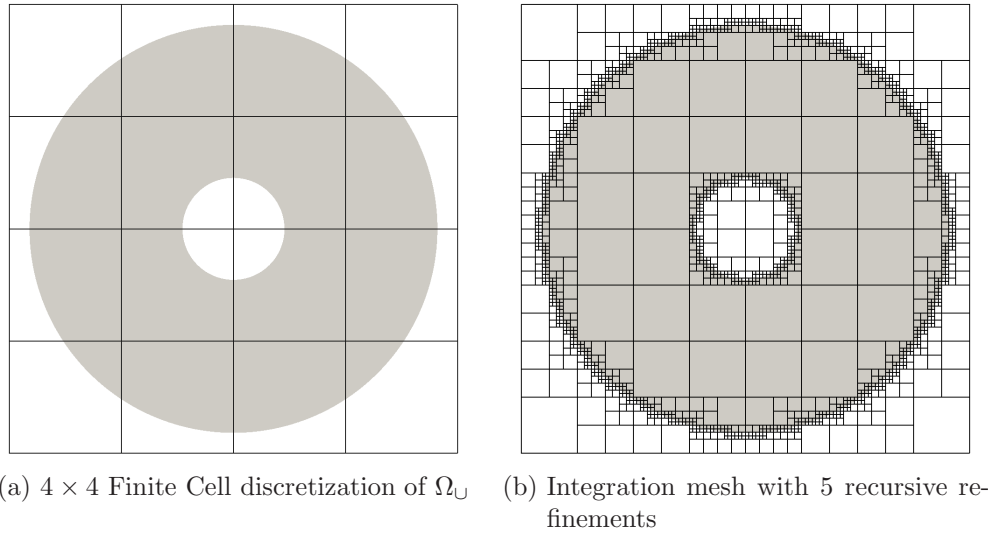 (a) 4 × 4 Finite Cell discretization of Ω∪
(b) Integration mesh with 5 recursive re-
finements